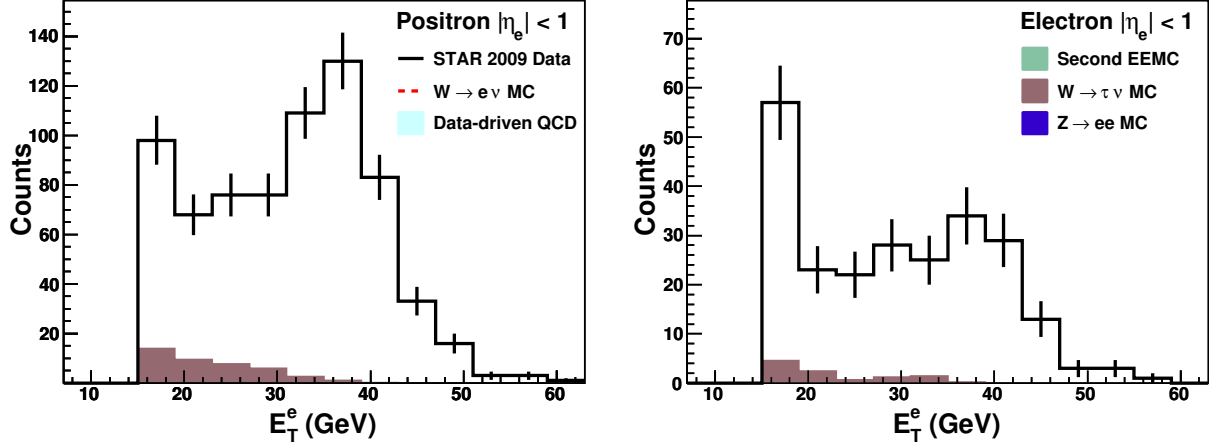 Positron |η_e| < 1
STAR 2009 Data
W → e ν MC
Data-driven QCD
Counts
140
120
100
80
60
40
20
10 20 30 40 50 60
E_T^e (GeV)
Electron |η_e| < 1
Second EEMC
W → τ ν MC
Z → ee MC
Counts
70
60
50
40
30
20
10
0
10 20 30 40 50 60
E_T^e (GeV)